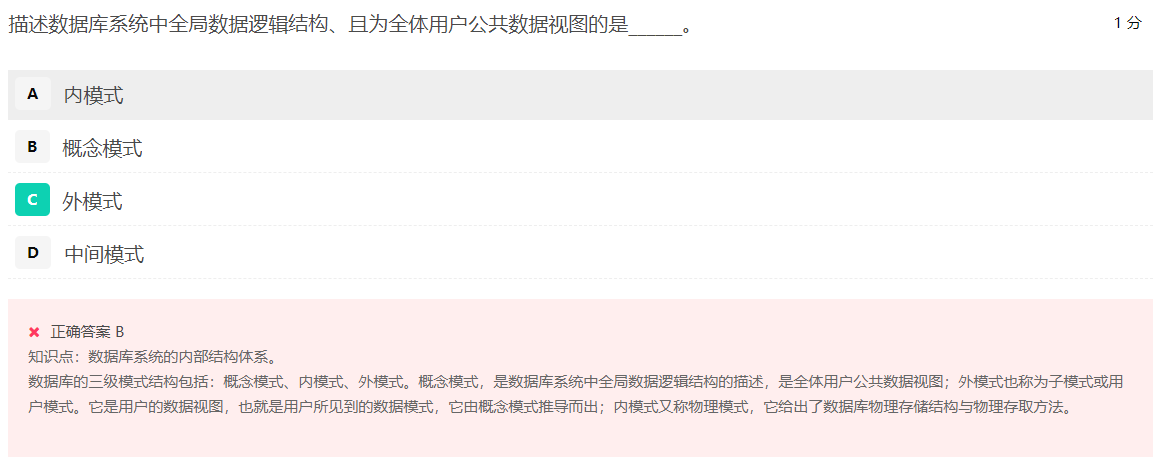 描述数据库系统中全局数据逻辑结构、且为全体用户公共数据视图的是______。 1 分
A 内模式
B 概念模式
C 外模式
D 中间模式
✖ 正确答案 B
知识点：数据库系统的内部结构体系。
数据库的三级模式结构包括：概念模式、内模式、外模式。概念模式，是数据库系统中全局数据逻辑结构的描述，是全体用户公共数据视图；外模式也称为子模式或用
户模式。它是用户的数据视图，也就是用户所见到的数据模式，它由概念模式推导而出；内模式又称物理模式，它给出了数据库物理存储结构与物理存取方法。